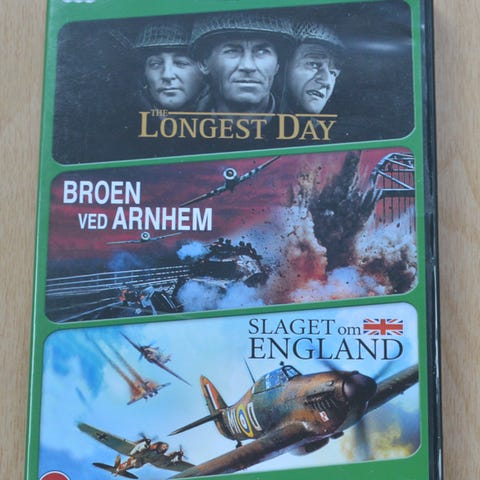 THE
LONGEST DAY
BROEN
VED ARNHEM
SLAGET om
ENGLAND